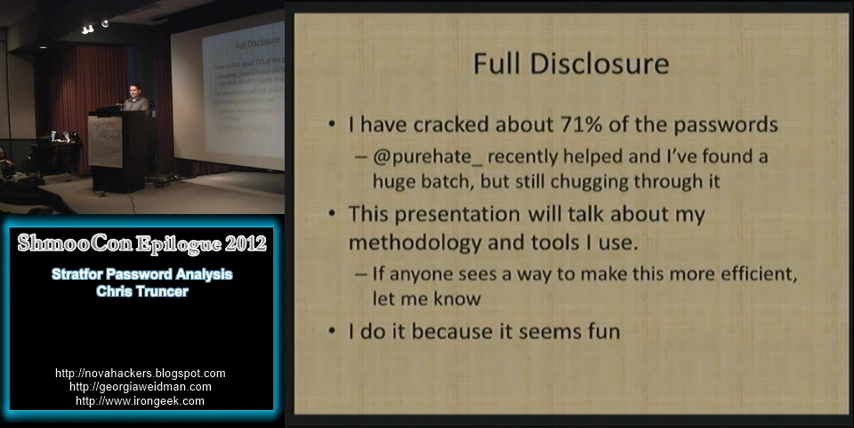 Full Disclosure
• I have cracked about 71% of the passwords
– @purehate_ recently helped and I've found a
huge batch, but still chugging through it
• This presentation will talk about my
methodology and tools I use.
– If anyone sees a way to make this more efficient,
let me know
• I do it because it seems fun
ShmooCon Epilogue 2012
Stratfor Password Analysis
Chris Truncer
http://novahackers.blogspot.com
http://georgiaweidman.com
http://www.irongeek.com
Full Disclosure